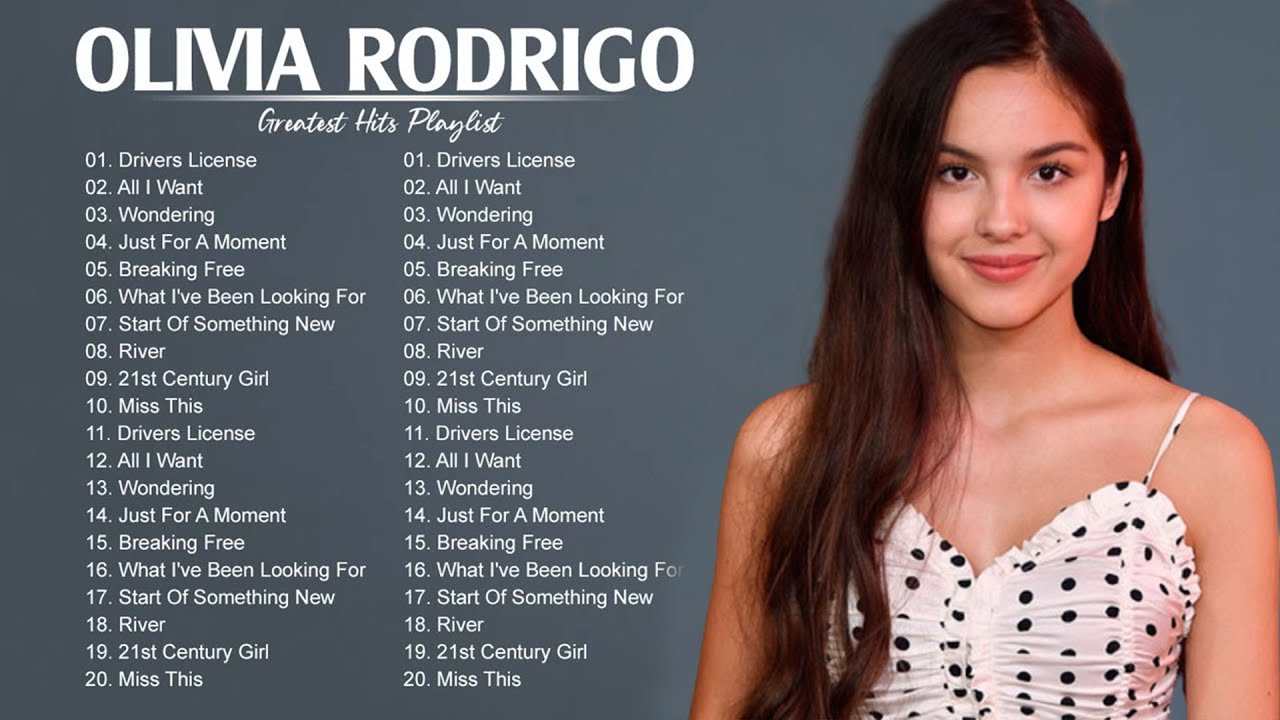 OLIVIA RODRIGO
Greatest Hits Playlist
01. Drivers License
02. All I Want
03. Wondering
04. Just For A Moment
05. Breaking Free
06. What I've Been Looking For
07. Start Of Something New
08. River
09. 21st Century Girl
10. Miss This
11. Drivers License
12. All I Want
13. Wondering
14. Just For A Moment
15. Breaking Free
16. What I've Been Looking For
17. Start Of Something New
18. River
19. 21st Century Girl
20. Miss This
01. Drivers License
02. All I Want
03. Wondering
04. Just For A Moment
05. Breaking Free
06. What I've Been Looking For
07. Start Of Something New
08. River
09. 21st Century Girl
10. Miss This
11. Drivers License
12. All I Want
13. Wondering
14. Just For A Moment
15. Breaking Free
16. What I've Been Looking For
17. Start Of Something New
18. River
19. 21st Century Girl
20. Miss This